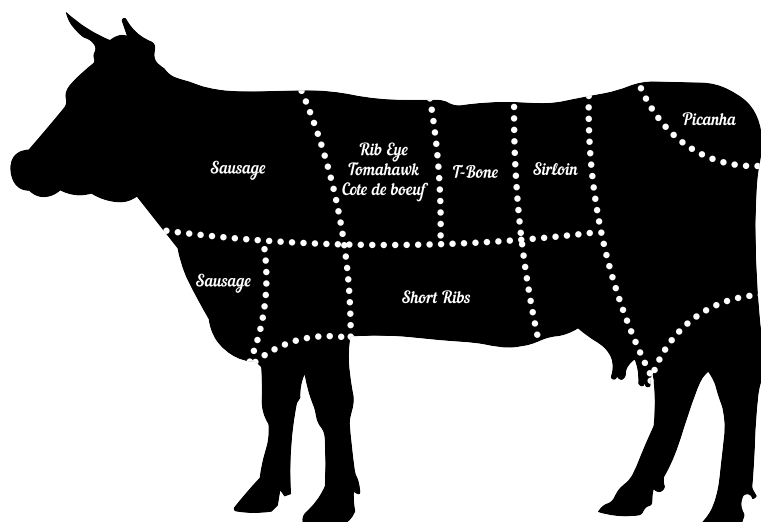 Picanha
Rib Eye
Tomahawk
Cote de boeuf
Sausage
T-Bone
Sirloin
Sausage
Short Ribs